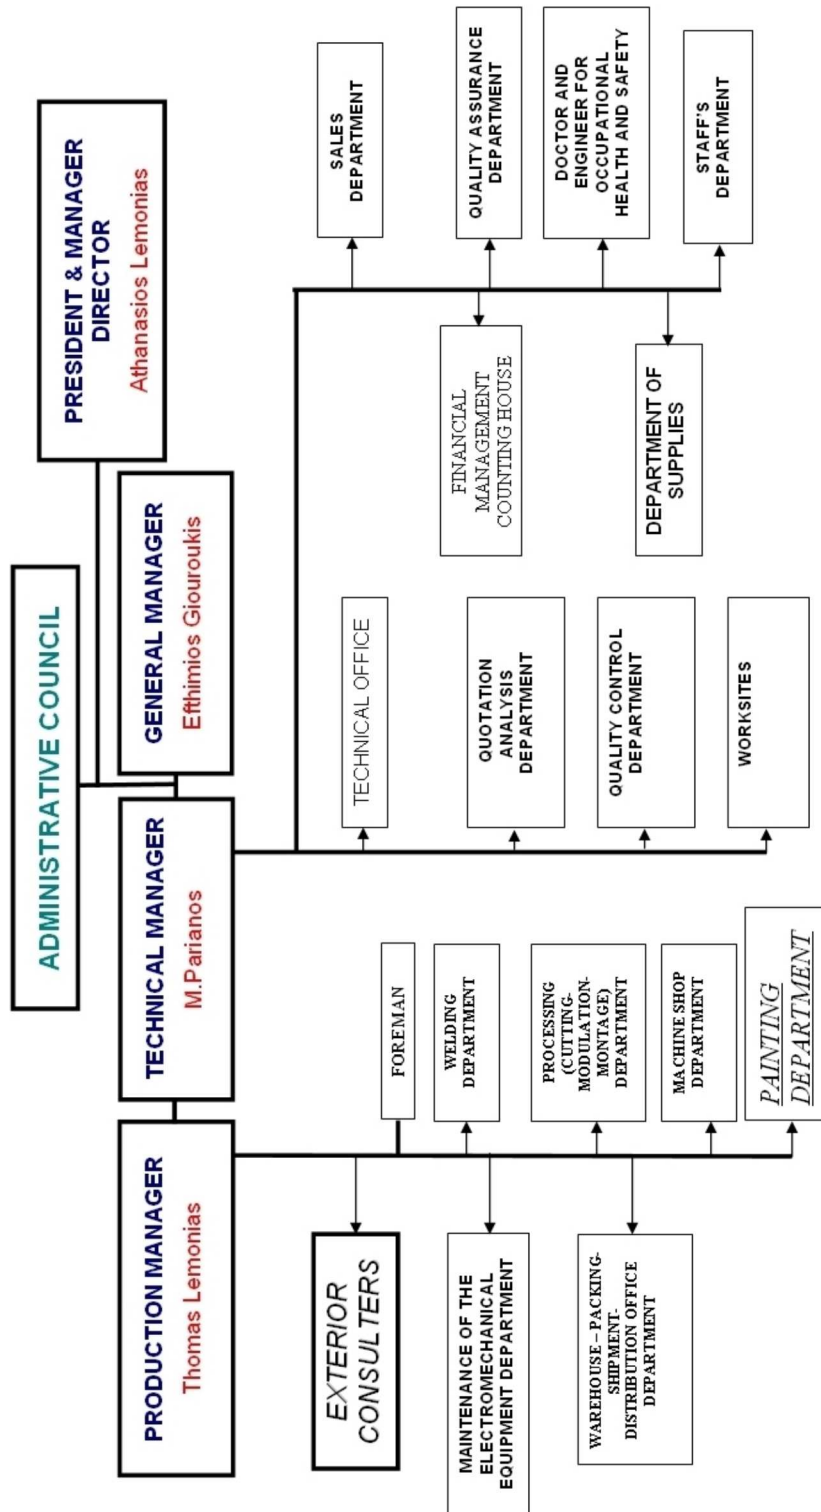 ADMINISTRATIVE COUNCIL
PRESIDENT & MANAGER
DIRECTOR
Athanasios Lemonias
PRODUCTION MANAGER
Thomas Lemonias
TECHNICAL MANAGER
M.Parianos
GENERAL MANAGER
Efthimios Giouroukis
EXTERIOR
CONSULTERS
FOREMAN
MAINTENANCE OF THE
ELECTROMECHANICAL
EQUIPMENT DEPARTMENT
WELDING
DEPARTMENT
WAREHOUSE – PACKING-
SHIPMENT-
DISTRIBUTION OFFICE
DEPARTMENT
PROCESSING
(CUTTING-
MODULATION-
MONTAGE)
DEPARTMENT
MACHINE SHOP
DEPARTMENT
PAINTING
DEPARTMENT
TECHNICAL OFFICE
QUOTATION
ANALYSIS
DEPARTMENT
QUALITY CONTROL
DEPARTMENT
WORKSITES
FINANCIAL
MANAGEMENT
COUNTING HOUSE
DEPARTMENT OF
SUPPLIES
SALES
DEPARTMENT
QUALITY ASSURANCE
DEPARTMENT
DOCTOR AND
ENGINEER FOR
OCCUPATIONAL
HEALTH AND SAFETY
STAFF'S
DEPARTMENT